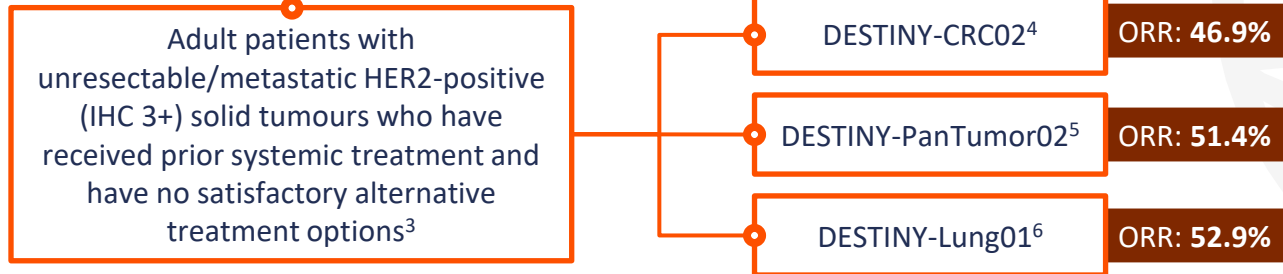 Adult patients with
unresectable/metastatic HER2-positive
(IHC 3+) solid tumours who have
received prior systemic treatment and
have no satisfactory alternative
treatment options³
DESTINY-CRC02⁴
ORR: 46.9%
DESTINY-PanTumor02⁵
ORR: 51.4%
DESTINY-Lung01⁶
ORR: 52.9%